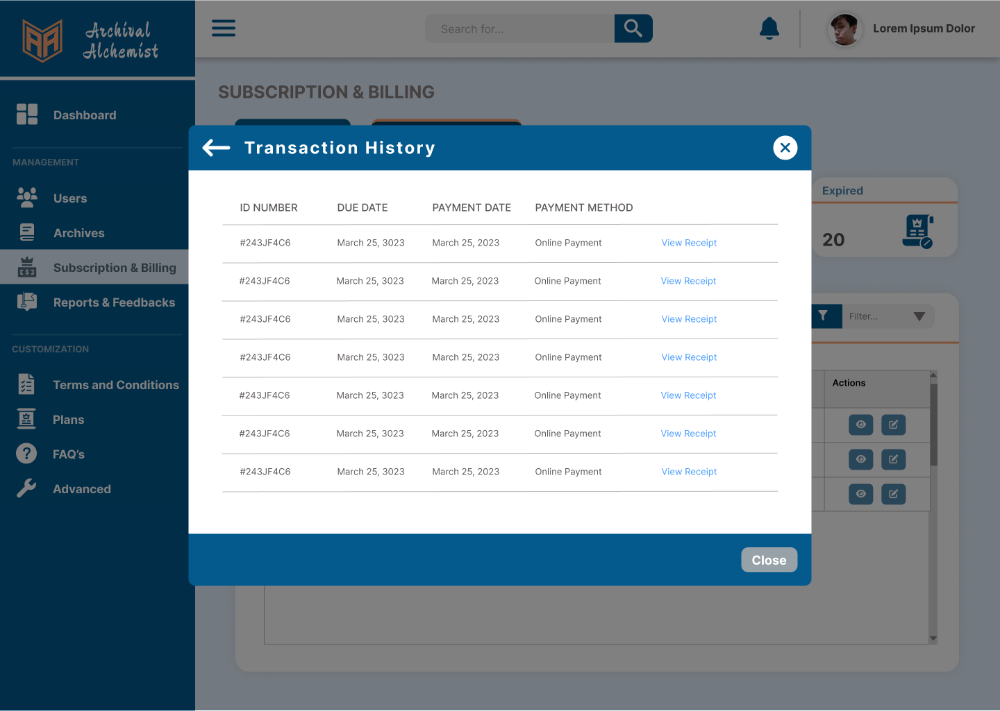 Archival
Alchemist
Search for...
Lorem Ipsum Dolor
SUBSCRIPTION & BILLING
Dashboard
MANAGEMENT
Users
Archives
Subscription & Billing
Reports & Feedbacks
CUSTOMIZATION
Terms and Conditions
Plans
FAQ's
Advanced
Transaction History
ID NUMBER DUE DATE PAYMENT DATE PAYMENT METHOD
#243JF4C6 March 25, 3023 March 25, 2023 Online Payment View Receipt
#243JF4C6 March 25, 3023 March 25, 2023 Online Payment View Receipt
#243JF4C6 March 25, 3023 March 25, 2023 Online Payment View Receipt
#243JF4C6 March 25, 3023 March 25, 2023 Online Payment View Receipt
#243JF4C6 March 25, 3023 March 25, 2023 Online Payment View Receipt
#243JF4C6 March 25, 3023 March 25, 2023 Online Payment View Receipt
#243JF4C6 March 25, 3023 March 25, 2023 Online Payment View Receipt
Close
Expired
20
Filter...
Actions